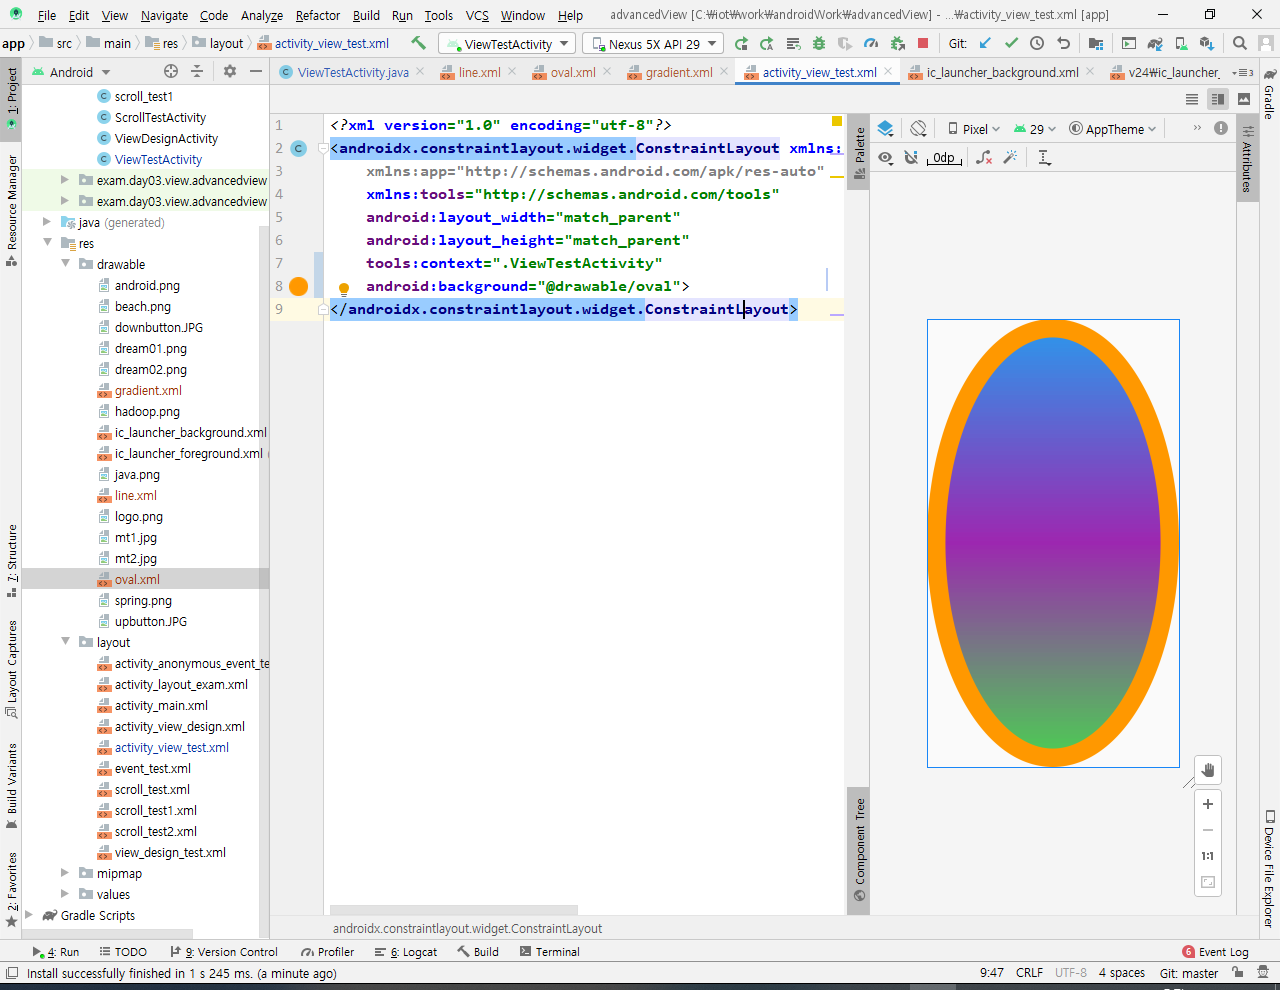 File Edit View Navigate Code Analyze Refactor Build Run Tools VCS Window Help advancedView [C:₩iot₩work₩androidWork₩advancedView] - ...₩activity_view_test.xml [app]
app src main res layout activity_view_test.xml ViewTestActivity Nexus 5X API 29 Git:
Android ViewTestActivity.java line.xml oval.xml gradient.xml activity_view_test.xml ic_launcher_background.xml v24₩ic_launcher_ 3
1: Project
Resource Manager
7: Structure
Layout Captures
Build Variants
2: Favorites
scroll_test1
ScrollTestActivity
ViewDesignActivity
ViewTestActivity
exam.day03.view.advancedview
exam.day03.view.advancedview
java (generated)
res
drawable
android.png
beach.png
downbutton.JPG
dream01.png
dream02.png
gradient.xml
hadoop.png
ic_launcher_background.xml
ic_launcher_foreground.xml
java.png
line.xml
logo.png
mt1.jpg
mt2.jpg
oval.xml
spring.png
upbutton.JPG
layout
activity_anonymous_event_te
activity_layout_exam.xml
activity_main.xml
activity_view_design.xml
activity_view_test.xml
event_test.xml
scroll_test.xml
scroll_test1.xml
scroll_test2.xml
view_design_test.xml
mipmap
values
Gradle Scripts
1 <?xml version="1.0" encoding="utf-8"?>
2 <androidx.constraintlayout.widget.ConstraintLayout xmlns:
3 xmlns:app="http://schemas.android.com/apk/res-auto"
4 xmlns:tools="http://schemas.android.com/tools"
5 android:layout_width="match_parent"
6 android:layout_height="match_parent"
7 tools:context=".ViewTestActivity"
8 android:background="@drawable/oval">
9 </androidx.constraintlayout.widget.ConstraintLayout>
androidx.constraintlayout.widget.ConstraintLayout
Palette
Component Tree
Pixel 29 AppTheme
0dp
1:1
Gradle
Attributes
Device File Explorer
4: Run TODO 9: Version Control Profiler 6: Logcat Build Terminal 6 Event Log
Install successfully finished in 1 s 245 ms. (a minute ago) 9:47 CRLF UTF-8 4 spaces Git: master